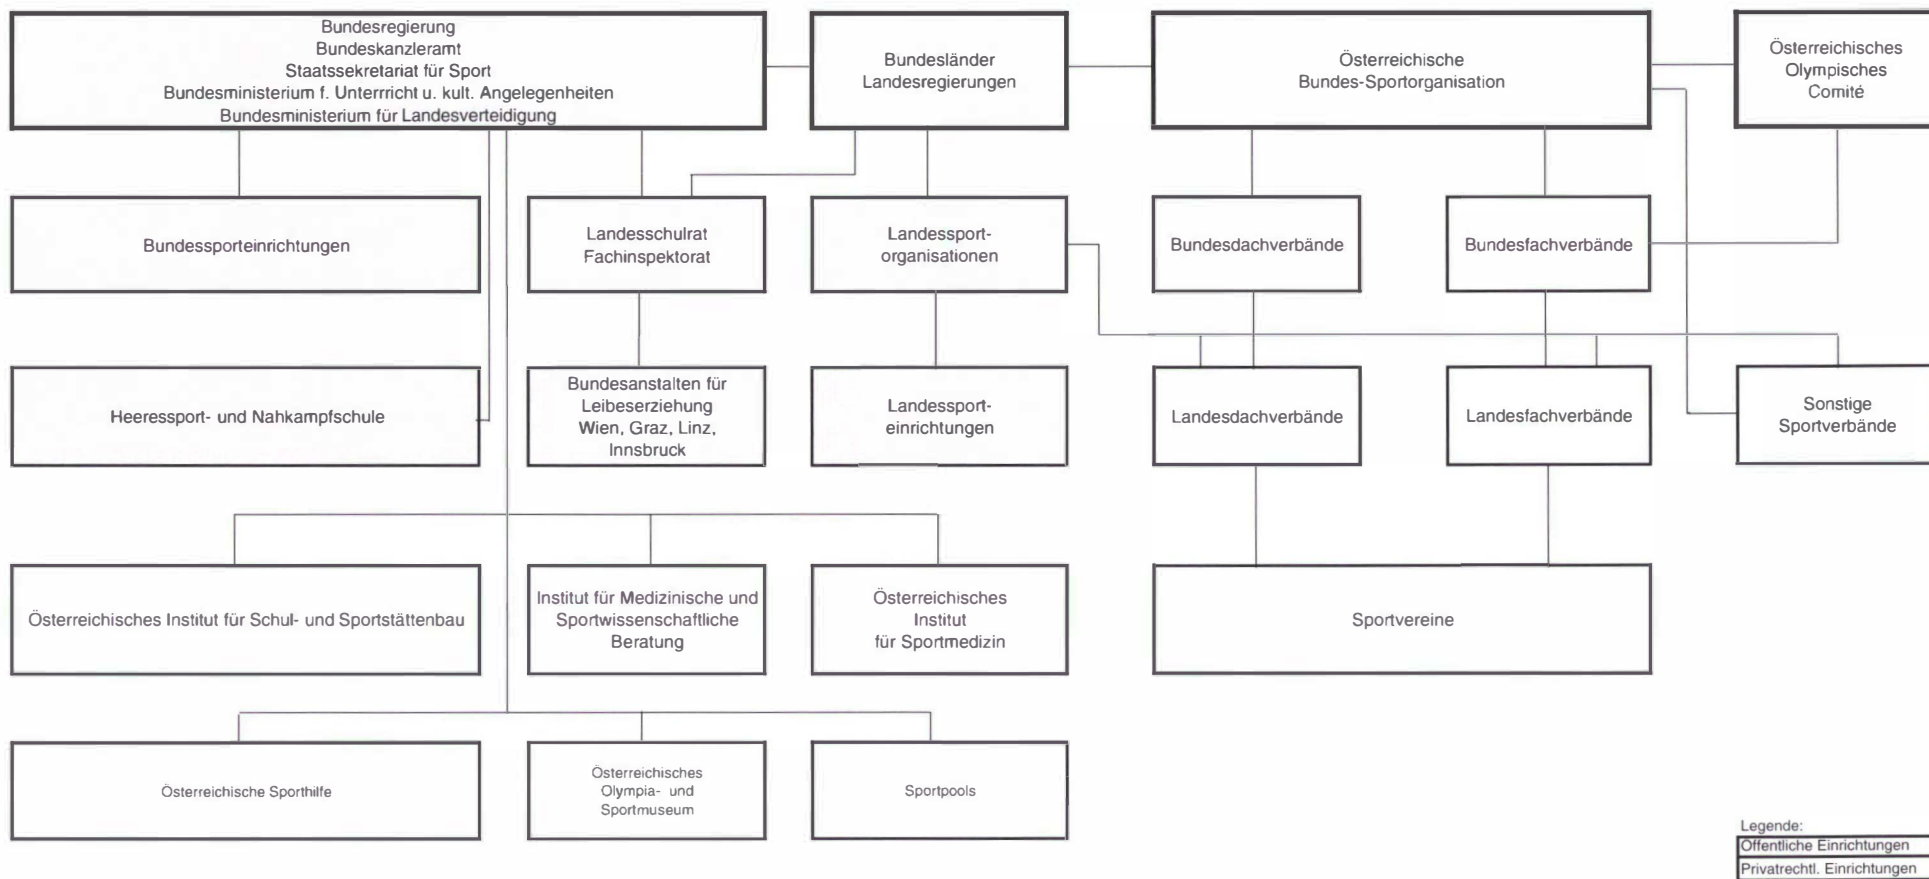 Bundesregierung
Bundeskanzleramt
Staatssekretariat für Sport
Bundesministerium f. Unterrricht u. kult. Angelegenheiten
Bundesministerium für Landesverteidigung
Bundesländer
Landesregierungen
Österreichische
Bundes-Sportorganisation
Österreichisches
Olympisches
Comité
Bundessporteinrichtungen
Landesschulrat
Fachinspektorat
Landessport-
organisationen
Bundesdachverbände
Bundesfachverbände
Heeressport- und Nahkampfschule
Bundesanstalten für
Leibeserziehung
Wien, Graz, Linz,
Innsbruck
Landessport-
einrichtungen
Landesdachverbände
Landesfachverbände
Sonstige
Sportverbände
Österreichisches Institut für Schul- und Sportstättenbau
Institut für Medizinische und
Sportwissenschaftliche
Beratung
Österreichisches
Institut
für Sportmedizin
Sportvereine
Österreichische Sporthilfe
Österreichisches
Olympia- und
Sportmuseum
Sportpools
Legende:
Öffentliche Einrichtungen
Privatrechtl. Einrichtungen